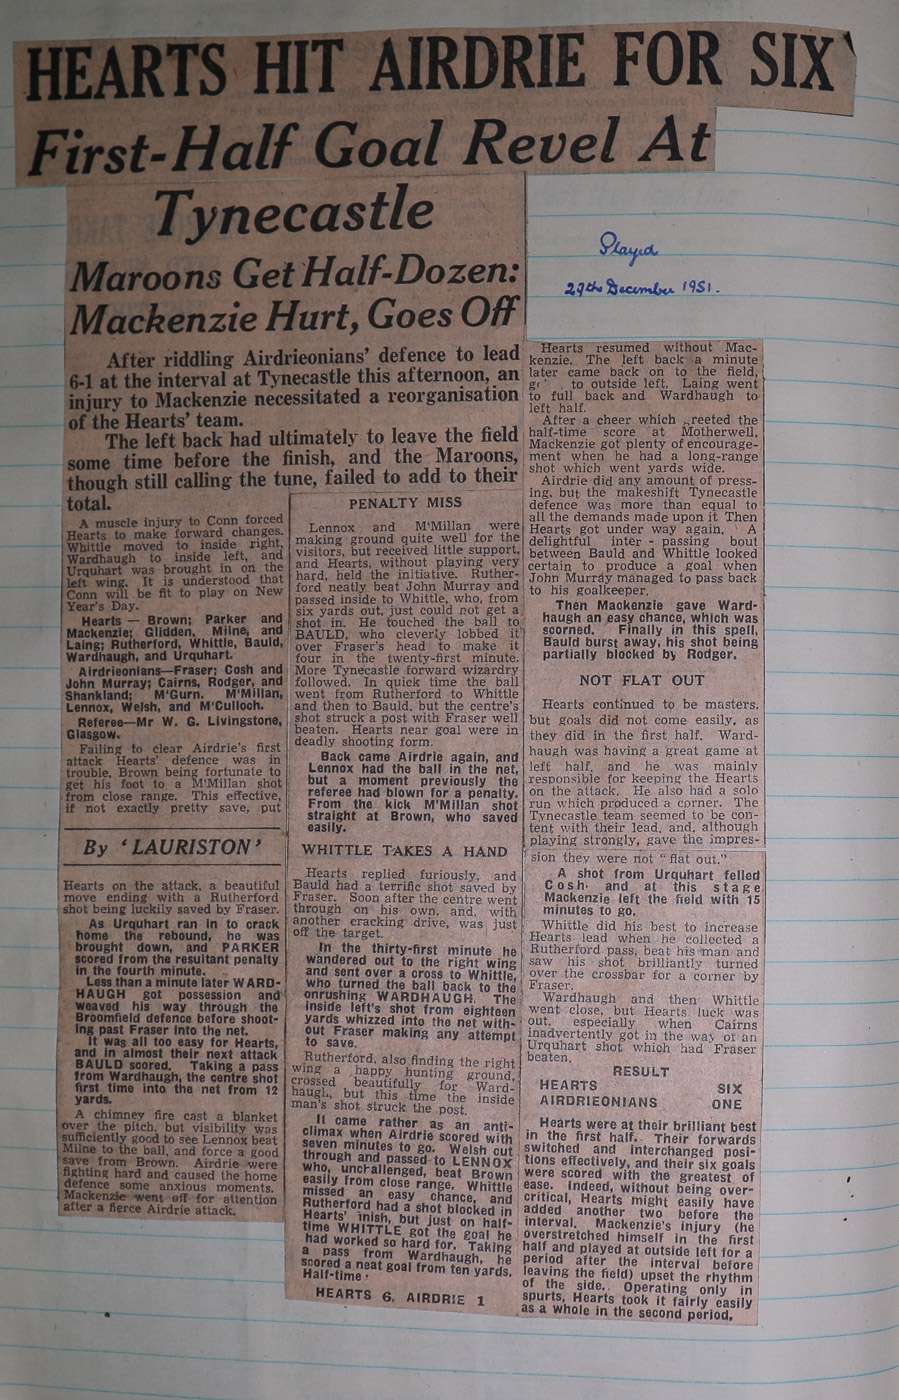 HEARTS HIT AIRDRIE FOR SIX
First-Half Goal Revel At
Tynecastle
Maroons Get Half-Dozen:
Mackenzie Hurt, Goes Off
Played
29th December 1951.
After riddling Airdrieonians' defence to lead
6-1 at the interval at Tynecastle this afternoon, an
injury to Mackenzie necessitated a reorganisation
of the Hearts' team.
The left back had ultimately to leave the field
some time before the finish, and the Maroons,
though still calling the tune, failed to add to their
total.
A muscle injury to Conn forced
Hearts to make forward changes.
Whittle moved to inside right,
Wardhaugh to inside left, and
Urquhart was brought in on the
left wing. It is understood that
Conn will be fit to play on New
Year's Day.
Hearts — Brown; Parker and
Mackenzie; Glidden, Milne, and
Laing; Rutherford, Whittle, Bauld,
Wardhaugh, and Urquhart.
Airdrieonians—Fraser; Cosh and
John Murray; Cairns, Rodger, and
Shankland; M'Gurn, M'Millan,
Lennox, Welsh, and M'Culloch.
Referee—Mr W. G. Livingstone,
Glasgow.
Failing to clear Airdrie's first
attack Hearts' defence was in
trouble, Brown being fortunate to
get his foot to a M'Millan shot
from close range. This effective,
if not exactly pretty save, put
By 'LAURISTON'
Hearts on the attack, a beautiful
move ending with a Rutherford
shot being luckily saved by Fraser.
As Urquhart ran in to crack
home the rebound, he was
brought down, and PARKER
scored from the resultant penalty
in the fourth minute.
Less than a minute later WARD-
HAUGH got possession and
weaved his way through the
Broomfield defence before shoot-
ing past Fraser into the net.
It was all too easy for Hearts,
and in almost their next attack
BAULD scored. Taking a pass
from Wardhaugh, the centre shot
first time into the net from 12
yards.
A chimney fire cast a blanket
over the pitch, but visibility was
sufficiently good to see Lennox beat
Milne to the ball, and force a good
save from Brown. Airdrie were
fighting hard and caused the home
defence some anxious moments.
Mackenzie went off for attention
after a fierce Airdrie attack.
PENALTY MISS
Lennox and M'Millan were
making ground quite well for the
visitors, but received little support,
and Hearts, without playing very
hard, held the initiative. Ruther-
ford neatly beat John Murray and
passed inside to Whittle, who, from
six yards out, just could not get a
shot in. He touched the ball to
BAULD, who cleverly lobbed it
over Fraser's head to make it
four in the twenty-first minute.
More Tynecastle forward wizardry
followed. In quick time the ball
went from Rutherford to Whittle
and then to Bauld, but the centre's
shot struck a post with Fraser well
beaten. Hearts near goal were in
deadly shooting form.
Back came Airdrie again, and
Lennox had the ball in the net,
but a moment previously the
referee had blown for a penalty.
From the kick M'Millan shot
straight at Brown, who saved
easily.
WHITTLE TAKES A HAND
Hearts replied furiously, and
Bauld had a terrific shot saved by
Fraser. Soon after the centre went
through on his own, and, with
another cracking drive, was just
off the target.
In the thirty-first minute he
wandered out to the right wing
and sent over a cross to Whittle,
who turned the ball back to the
onrushing WARDHAUGH. The
inside left's shot from eighteen
yards whizzed into the net with-
out Fraser making any attempt
to save.
Rutherford, also finding the right
wing a happy hunting ground,
crossed beautifully for Ward-
haugh, but this time the inside
man's shot struck the post.
It came rather as an anti-
climax when Airdrie scored with
seven minutes to go. Welsh cut
through and passed to LENNOX
who, unchallenged, beat Brown
easily from close range. Whittle
missed an easy chance, and
Rutherford had a shot blocked in
Hearts' inish, but just on half-
time WHITTLE got the goal he
had worked so hard for. Taking
a pass from Wardhaugh, he
scored a neat goal from ten yards.
Half-time:
HEARTS 6, AIRDRIE 1
Hearts resumed without Mac-
kenzie. The left back a minute
later came back on to the field,
to outside left. Laing went
to full back and Wardhaugh to
left half.
After a cheer which reeted the
half-time score at Motherwell,
Mackenzie got plenty of encourage-
ment when he had a long-range
shot which went yards wide.
Airdrie did any amount of press-
ing, but the makeshift Tynecastle
defence was more than equal to
all the demands made upon it Then
Hearts got under way again. A
delightful inter-passing bout
between Bauld and Whittle looked
certain to produce a goal when
John Murray managed to pass back
to his goalkeeper.
Then Mackenzie gave Ward-
haugh an easy chance, which was
scorned. Finally in this spell,
Bauld burst away, his shot being
partially blocked by Rodger.
NOT FLAT OUT
Hearts continued to be masters,
but goals did not come easily, as
they did in the first half. Ward-
haugh was having a great game at
left half, and he was mainly
responsible for keeping the Hearts
on the attack. He also had a solo
run which produced a corner. The
Tynecastle team seemed to be con-
tent with their lead, and, although
playing strongly, gave the impres-
sion they were not "flat out."
A shot from Urquhart felled
Cosh and at this stage
Mackenzie left the field with 15
minutes to go.
Whittle did his best to increase
Hearts lead when he collected a
Rutherford pass, beat his man and
saw his shot brilliantly turned
over the crossbar for a corner by
Fraser.
Wardhaugh and then Whittle
went close, but Hearts luck was
out, especially when Cairns
inadvertently got in the way of an
Urquhart shot which had Fraser
beaten.
RESULT
HEARTS SIX
AIRDRIEONIANS ONE
Hearts were at their brilliant best
in the first half. Their forwards
switched and interchanged posi-
tions effectively, and their six goals
were scored with the greatest of
ease. Indeed, without being over-
critical, Hearts might easily have
added another two before the
interval. Mackenzie's injury (he
overstretched himself in the first
half and played at outside left for a
period after the interval before
leaving the field) upset the rhythm
of the side. Operating only in
spurts, Hearts took it fairly easily
as a whole in the second period.